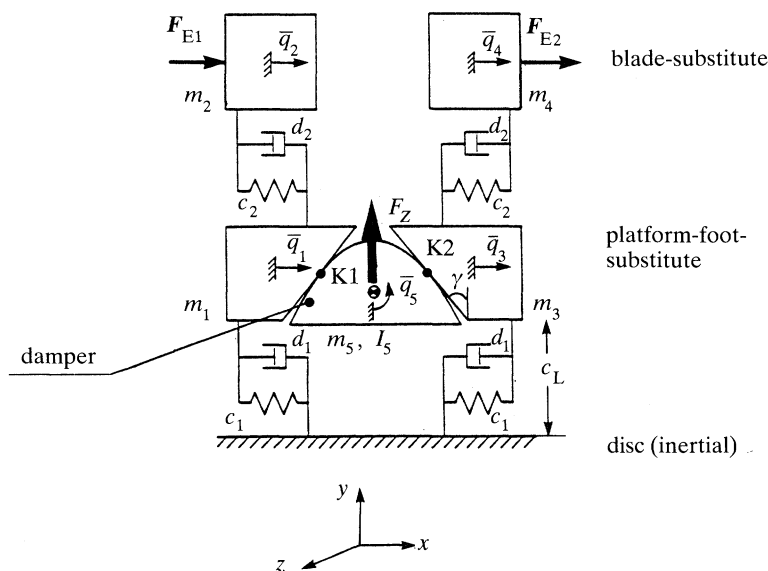 F_E1
q̅_2
q̅_4
F_E2
blade-substitute
m_2
m_4
d_2
d_2
c_2
c_2
F_Z
q̅_1
K1
K2
q̅_3
platform-foot-
substitute
q̅_5
γ
m_1
m_3
damper
d_1
m_5, I_5
d_1
c_L
c_1
c_1
disc (inertial)
y
x
z